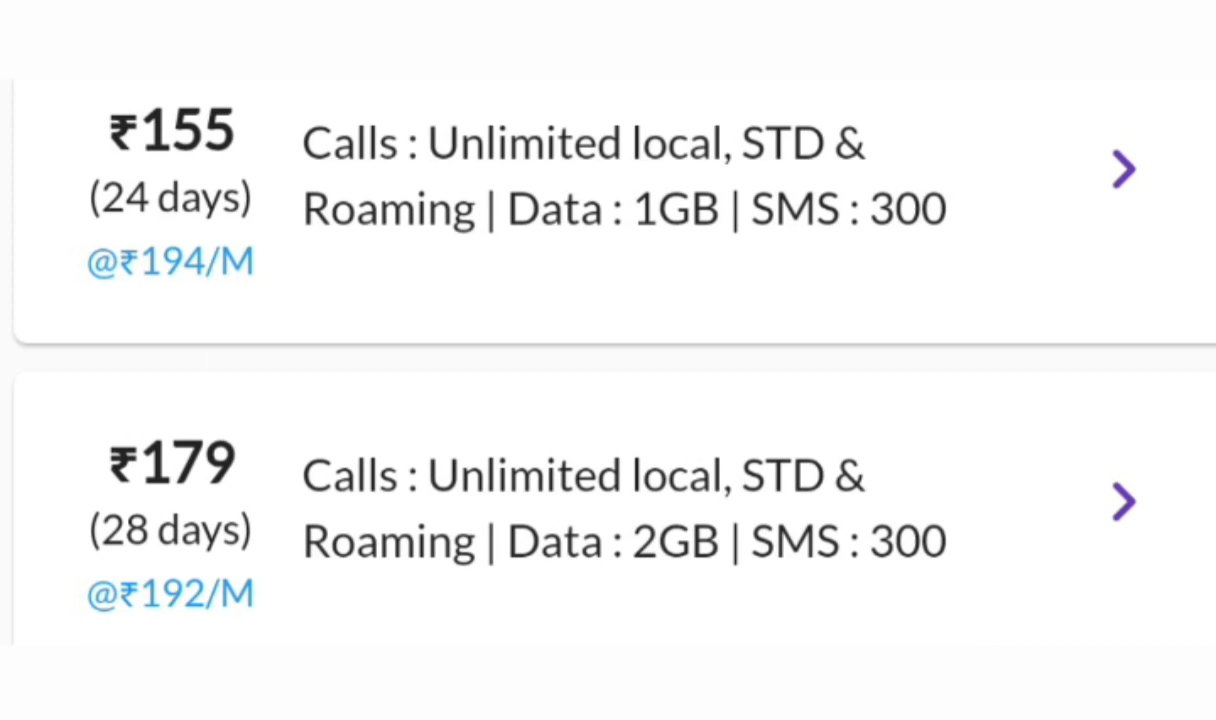 ₹155
(24 days)
@₹194/M
Calls : Unlimited local, STD &
Roaming | Data : 1GB | SMS : 300
₹179
(28 days)
@₹192/M
Calls : Unlimited local, STD &
Roaming | Data : 2GB | SMS : 300